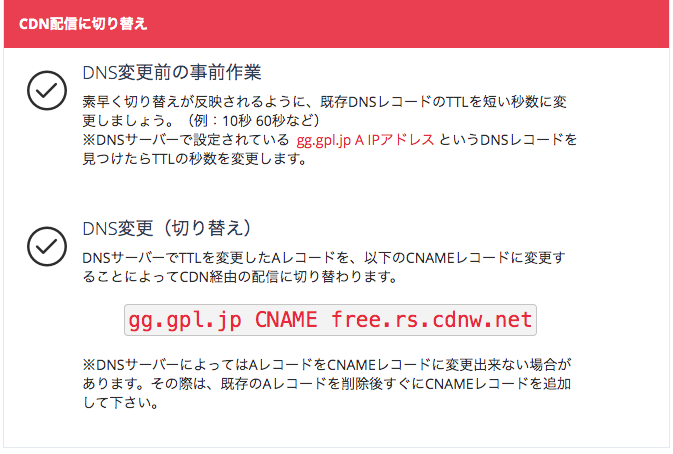 CDN配信に切り替え
DNS変更前の事前作業
素早く切り替えが反映されるように、既存DNSレコードのTTLを短い秒数に変
更しましょう。（例：10秒 60秒など）
※DNSサーバーで設定されている gg.gpl.jp A IPアドレス というDNSレコードを
見つけたらTTLの秒数を変更します。
DNS変更（切り替え）
DNSサーバーでTTLを変更したAレコードを、以下のCNAMEレコードに変更す
ることによってCDN経由の配信に切り替わります。
gg.gpl.jp CNAME free.rs.cdnw.net
※DNSサーバーによってはAレコードをCNAMEレコードに変更出来ない場合が
あります。その際は、既存のAレコードを削除後すぐにCNAMEレコードを追加
して下さい。